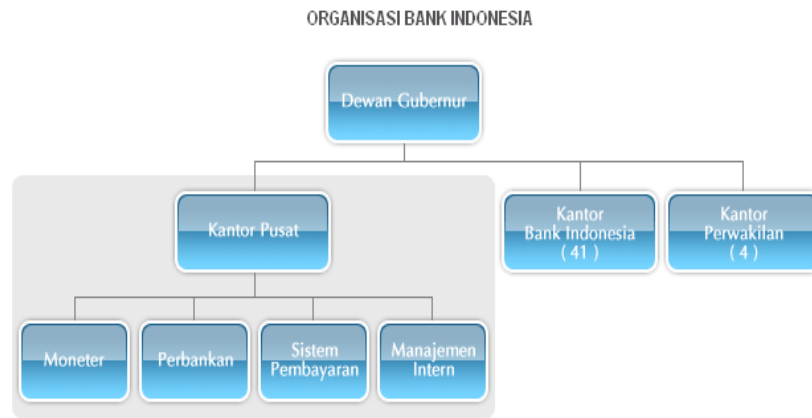 ORGANISASI BANK INDONESIA
Dewan Gubernur
Kantor Pusat
Kantor
Bank Indonesia
( 41 )
Kantor
Perwakilan
( 4 )
Moneter
Perbankan
Sistem
Pembayaran
Manajemen
Intern